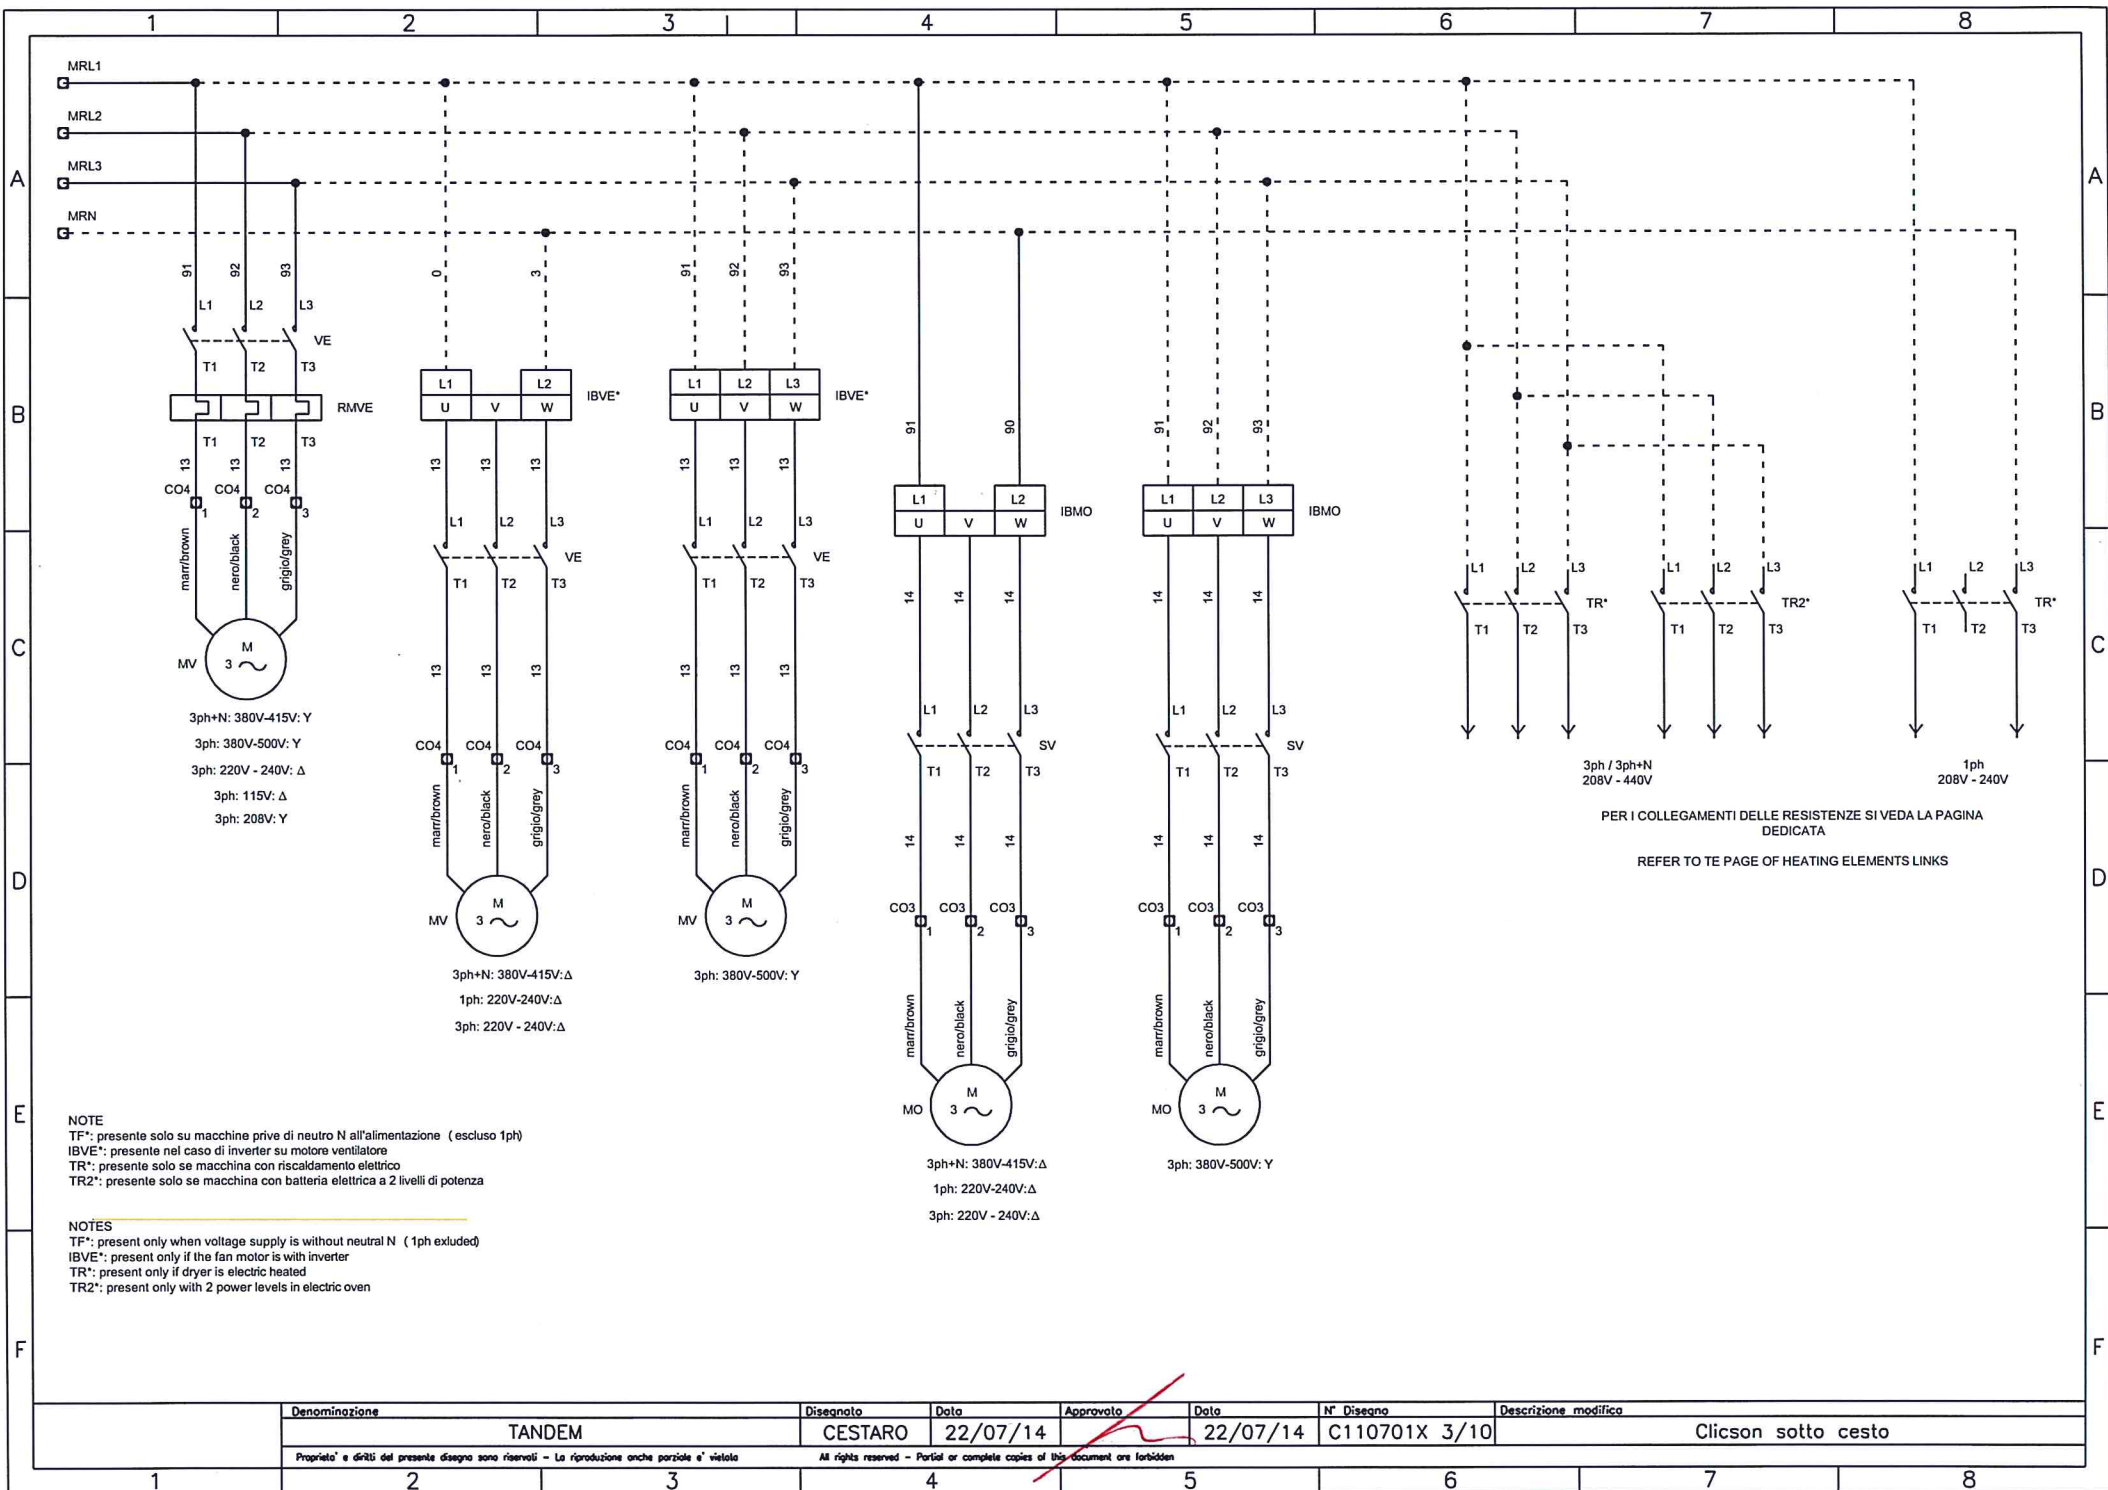 1 2 3 4 5 6 7 8
MRL1
MRL2
MRL3
MRN
A A
91 92 93
0 3
91 92 93
L1 L2 L3
VE
T1 T2 T3
RMVE
T1 T2 T3
13 13 13
CO4 CO4 CO4
1 2 3
marr/brown nero/black grigio/grey
M
3
MV
3ph+N: 380V-415V: Y
3ph: 380V-500V: Y
3ph: 220V - 240V: Δ
3ph: 115V: Δ
3ph: 208V: Y
L1 L2
U V W
IBVE*
13 13 13
L1 L2 L3
VE
T1 T2 T3
13 13 13
CO4 CO4 CO4
1 2 3
marr/brown nero/black grigio/grey
M
3
MV
3ph+N: 380V-415V:Δ
1ph: 220V-240V:Δ
3ph: 220V - 240V:Δ
L1 L2 L3
U V W
IBVE*
13 13 13
L1 L2 L3
VE
T1 T2 T3
13 13 13
CO4 CO4 CO4
1 2 3
marr/brown nero/black grigio/grey
M
3
MV
3ph: 380V-500V: Y
91 90
L1 L2
U V W
IBMO
14 14 14
L1 L2 L3
SV
T1 T2 T3
14 14 14
CO3 CO3 CO3
1 2 3
marr/brown nero/black grigio/grey
M
3
MO
3ph+N: 380V-415V:Δ
1ph: 220V-240V:Δ
3ph: 220V - 240V:Δ
91 92 93
L1 L2 L3
U V W
IBMO
14 14 14
L1 L2 L3
SV
T1 T2 T3
14 14 14
CO3 CO3 CO3
1 2 3
marr/brown nero/black grigio/grey
M
3
MO
3ph: 380V-500V: Y
L1 L2 L3
TR*
T1 T2 T3
L1 L2 L3
TR2*
T1 T2 T3
3ph / 3ph+N
208V - 440V
L1 L2 L3
TR*
T1 T2 T3
1ph
208V - 240V
PER I COLLEGAMENTI DELLE RESISTENZE SI VEDA LA PAGINA
DEDICATA
REFER TO TE PAGE OF HEATING ELEMENTS LINKS
B B
C C
D D
E E
F F
NOTE
TF*: presente solo su macchine prive di neutro N all'alimentazione ( escluso 1ph)
IBVE*: presente nel caso di inverter su motore ventilatore
TR*: presente solo se macchina con riscaldamento elettrico
TR2*: presente solo se macchina con batteria elettrica a 2 livelli di potenza
NOTES
TF*: present only when voltage supply is without neutral N ( 1ph exluded)
IBVE*: present only if the fan motor is with inverter
TR*: present only if dryer is electric heated
TR2*: present only with 2 power levels in electric oven
Denominazione Disegnato Data Approvato Data N° Disegno Descrizione modifica
TANDEM CESTARO 22/07/14 22/07/14 C110701X 3/10 Clicson sotto cesto
Proprieta' e diritti del presente disegno sono riservati - La riproduzione anche parziale e' vietata All rights reserved - Partial or complete copies of this document are forbidden
1 2 3 4 5 6 7 8